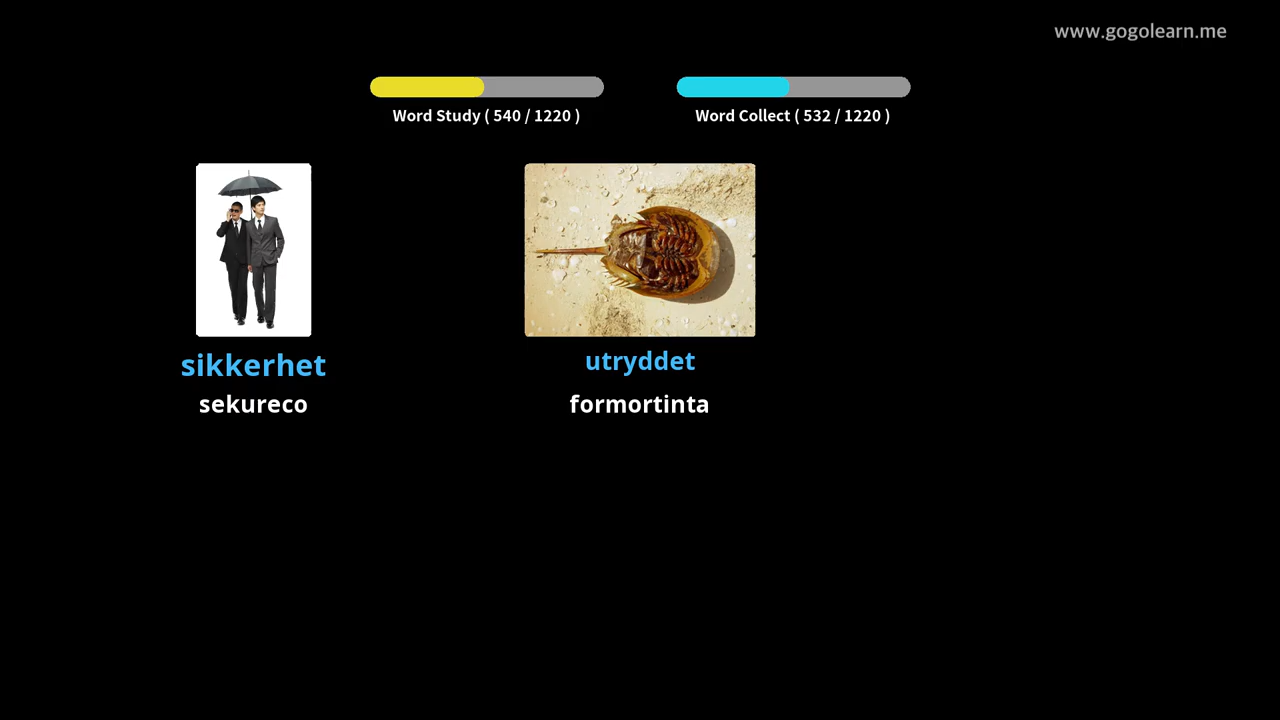 www.gogolearn.me
Word Study ( 540 / 1220 )
Word Collect ( 532 / 1220 )
sikkerhet
sekureco
utryddet
formortinta